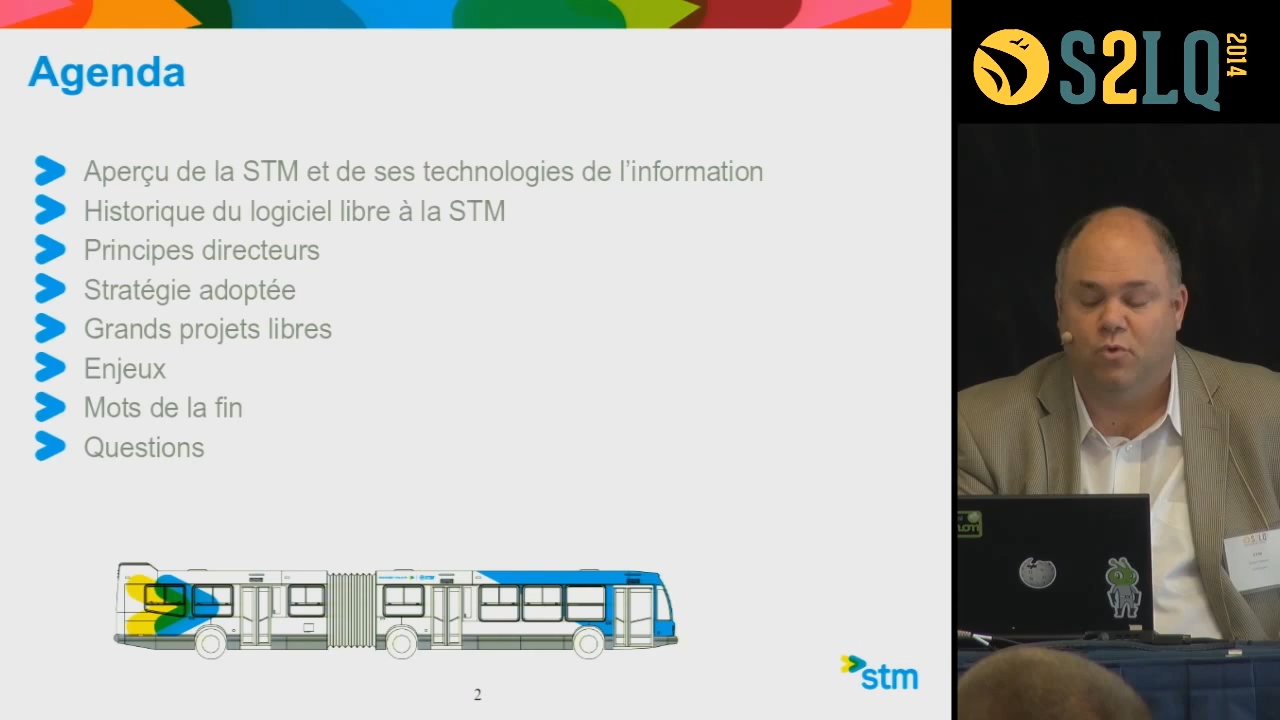 Agenda
Aperçu de la STM et de ses technologies de l'information
Historique du logiciel libre à la STM
Principes directeurs
Stratégie adoptée
Grands projets libres
Enjeux
Mots de la fin
Questions
stm
2
S2LQ
2014
S2LQ